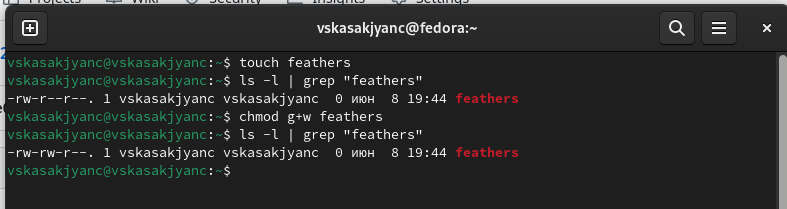 Projects Wiki Security Insights Settings
vskasakjyanc@fedora:~
vskasakjyanc@vskasakjyanc:~$ touch feathers
vskasakjyanc@vskasakjyanc:~$ ls -l | grep "feathers"
-rw-r--r--. 1 vskasakjyanc vskasakjyanc  0 июн  8 19:44 feathers
vskasakjyanc@vskasakjyanc:~$ chmod g+w feathers
vskasakjyanc@vskasakjyanc:~$ ls -l | grep "feathers"
-rw-rw-r--. 1 vskasakjyanc vskasakjyanc  0 июн  8 19:44 feathers
vskasakjyanc@vskasakjyanc:~$